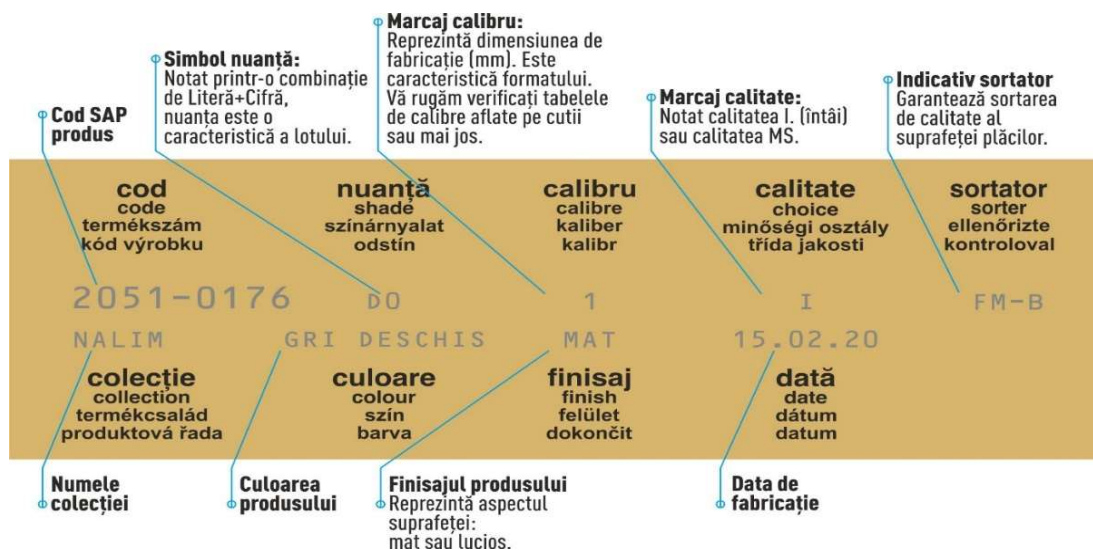 Marcaj calibru:
Reprezintă dimensiunea de
fabricație (mm). Este
caracteristică formatului.
Vă rugăm verificați tabelele
de calibre aflate pe cutii
sau mai jos.
Simbol nuanță:
Notat printr-o combinație
de Literă+Cifră,
nuanța este o
caracteristică a lotului.
Cod SAP
produs
Marcaj calitate:
Notat calitatea I. (întâi)
sau calitatea MS.
Indicativ sortator
Garantează sortarea
de calitate al
suprafeței plăcilor.
cod
code
termékszám
kód výrobku
nuanță
shade
színárnyalat
odstín
calibru
calibre
kaliber
kalibr
calitate
choice
minőségi osztály
třída jakosti
sortator
sorter
ellenőrizte
kontroloval
2051-0176 DO 1 I FM-B
NALIM GRI DESCHIS MAT 15.02.20
colecție
collection
termékcsalád
produktová řada
culoare
colour
szín
barva
finisaj
finish
felület
dokončit
dată
date
dátum
datum
Numele
colecției
Culoarea
produsului
Finisajul produsului
Reprezintă aspectul
suprafeței:
mat sau lucios.
Data de
fabricație